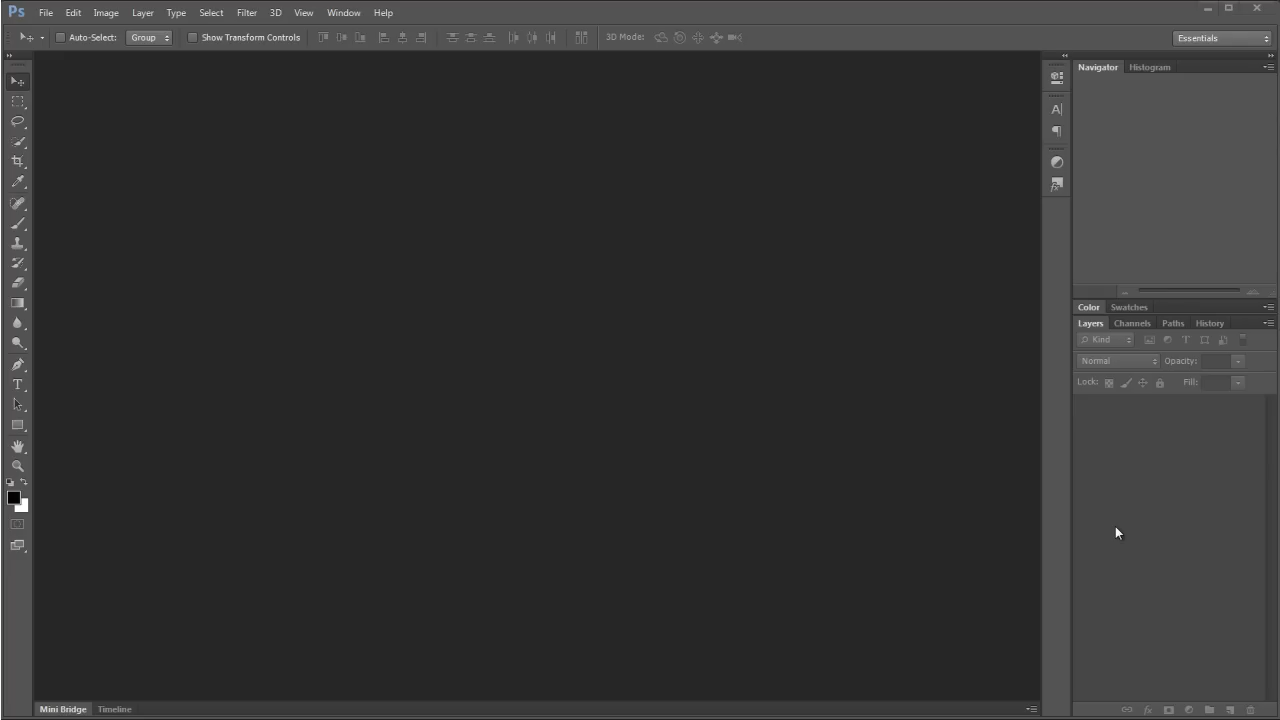 Ps File Edit Image Layer Type Select Filter 3D View Window Help
Auto-Select: Group Show Transform Controls 3D Mode: Essentials
Navigator Histogram
Color Swatches
Layers Channels Paths History
Kind
Normal Opacity:
Lock: Fill:
Mini Bridge Timeline